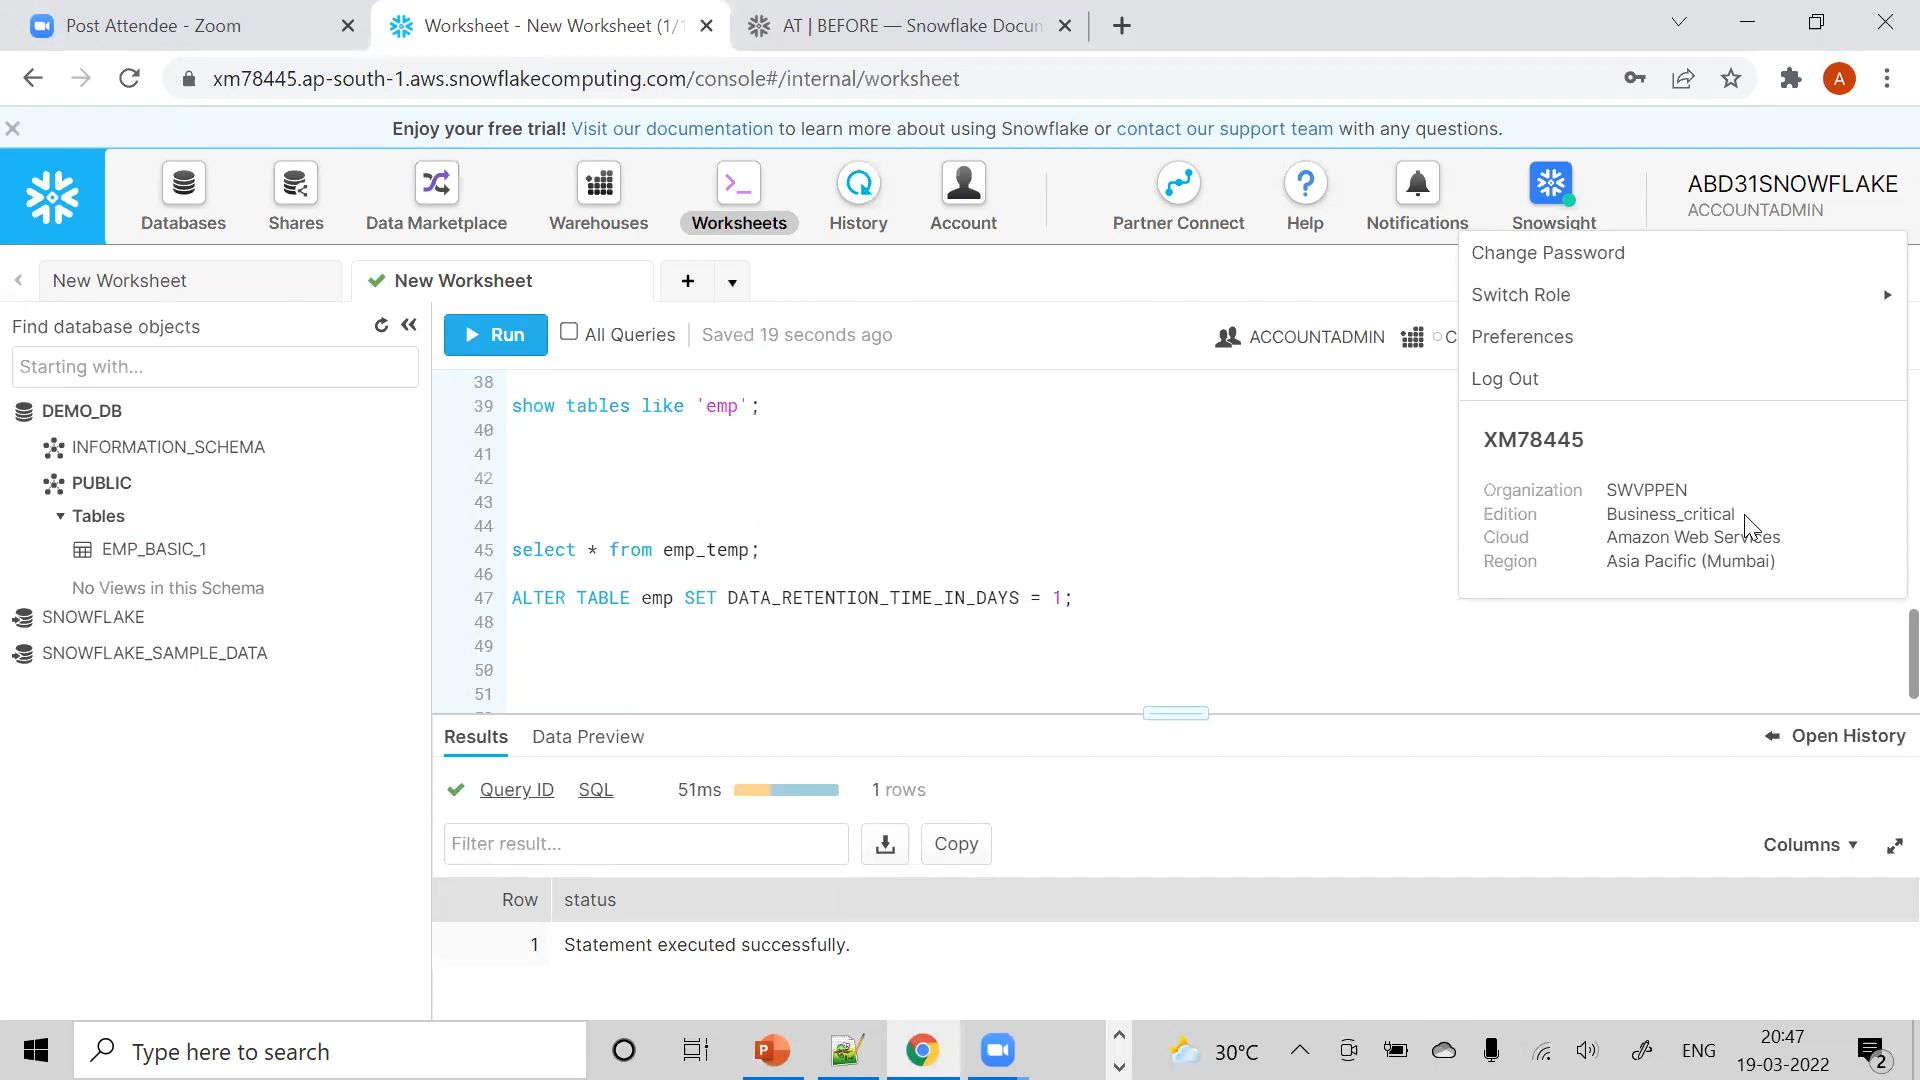 Post Attendee - Zoom
Worksheet - New Worksheet (1/1
AT | BEFORE — Snowflake Docun
xm78445.ap-south-1.aws.snowflakecomputing.com/console#/internal/worksheet
A
Enjoy your free trial! Visit our documentation to learn more about using Snowflake or contact our support team with any questions.
Databases
Shares
Data Marketplace
Warehouses
Worksheets
History
Account
Partner Connect
Help
Notifications
Snowsight
ABD31SNOWFLAKE
ACCOUNTADMIN
New Worksheet
New Worksheet
Find database objects
Starting with...
DEMO_DB
INFORMATION_SCHEMA
PUBLIC
Tables
EMP_BASIC_1
No Views in this Schema
SNOWFLAKE
SNOWFLAKE_SAMPLE_DATA
Run
All Queries
Saved 19 seconds ago
ACCOUNTADMIN
C
38
39 show tables like 'emp';
40
41
42
43
44
45 select * from emp_temp;
46
47 ALTER TABLE emp SET DATA_RETENTION_TIME_IN_DAYS = 1;
48
49
50
51
Change Password
Switch Role
Preferences
Log Out
XM78445
Organization SWVPPEN
Edition Business_critical
Cloud Amazon Web Services
Region Asia Pacific (Mumbai)
Results
Data Preview
Open History
Query ID
SQL
51ms
1 rows
Filter result...
Copy
Columns
Row status
1 Statement executed successfully.
Type here to search
30°C
ENG
20:47
19-03-2022
2